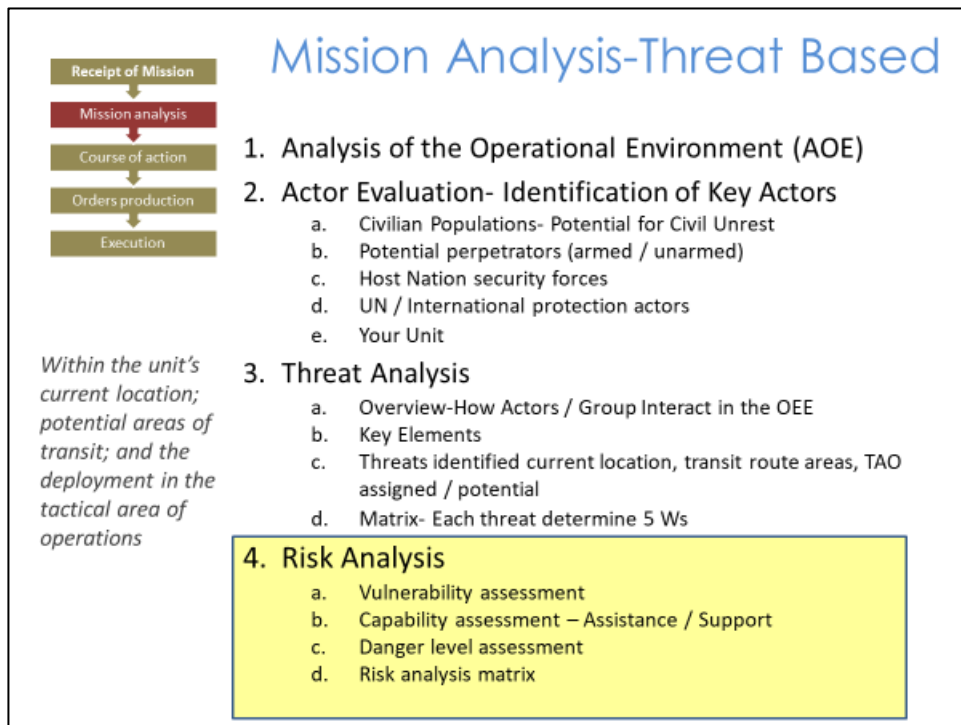 Mission Analysis-Threat Based
Receipt of Mission
Mission analysis
Course of action
Orders production
Execution
Within the unit's
current location;
potential areas of
transit; and the
deployment in the
tactical area of
operations
1. Analysis of the Operational Environment (AOE)
2. Actor Evaluation- Identification of Key Actors
a. Civilian Populations- Potential for Civil Unrest
b. Potential perpetrators (armed / unarmed)
c. Host Nation security forces
d. UN / International protection actors
e. Your Unit
3. Threat Analysis
a. Overview-How Actors / Group Interact in the OEE
b. Key Elements
c. Threats identified current location, transit route areas, TAO
assigned / potential
d. Matrix- Each threat determine 5 Ws
4. Risk Analysis
a. Vulnerability assessment
b. Capability assessment – Assistance / Support
c. Danger level assessment
d. Risk analysis matrix